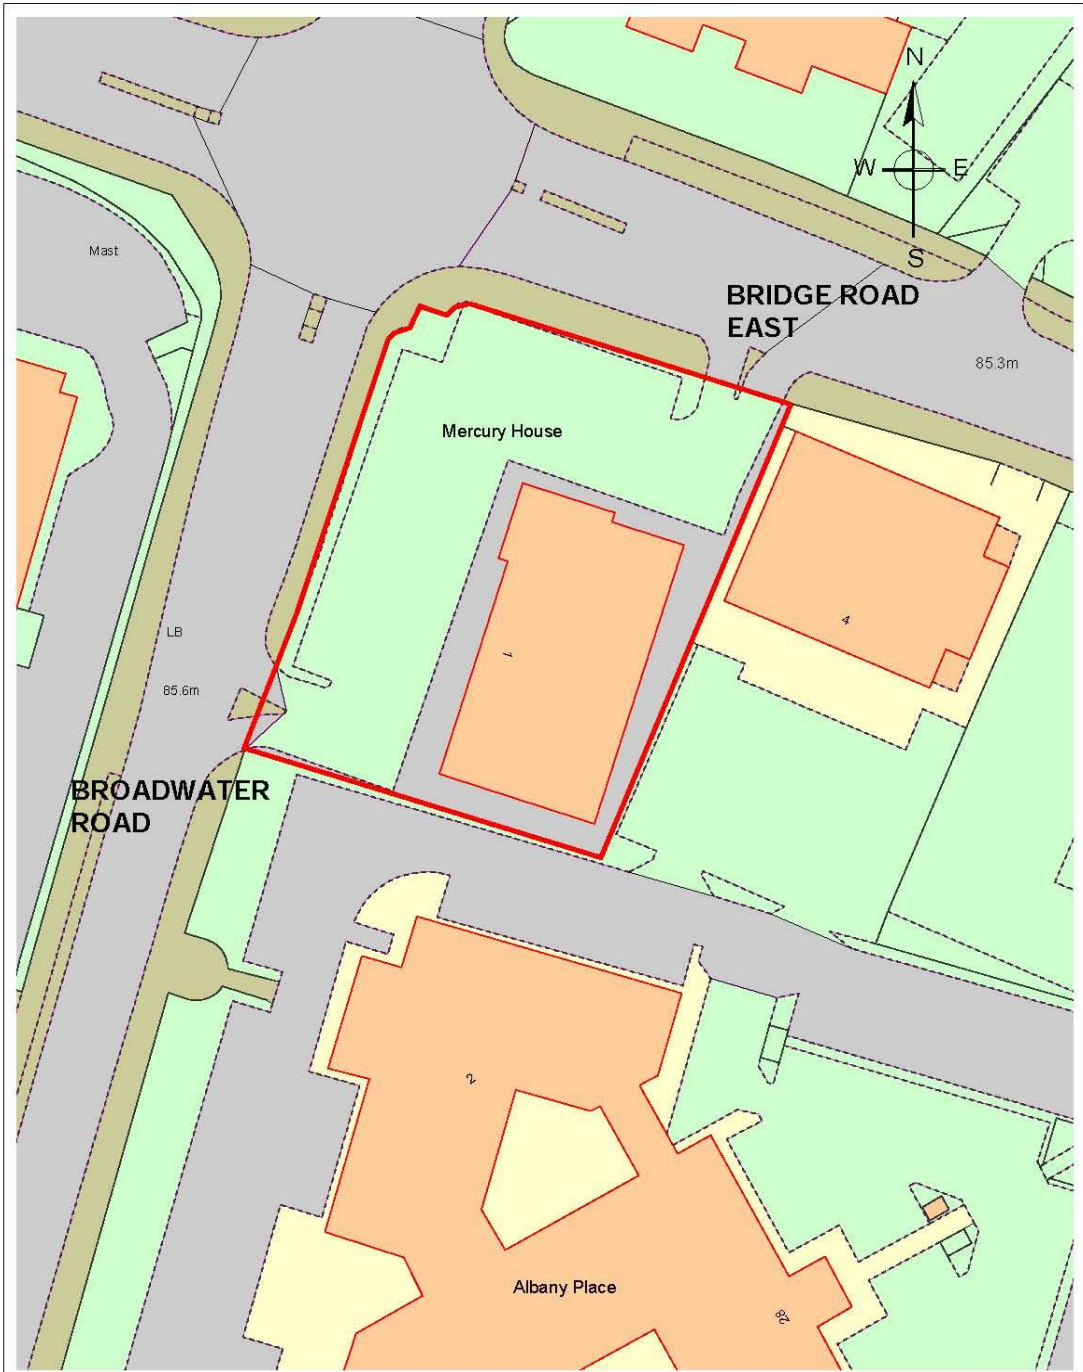 N
W E
S
Mast
BRIDGE ROAD
EAST
85.3m
Mercury House
4
LB
1
85.6m
BROADWATER
ROAD
2
Albany Place
28